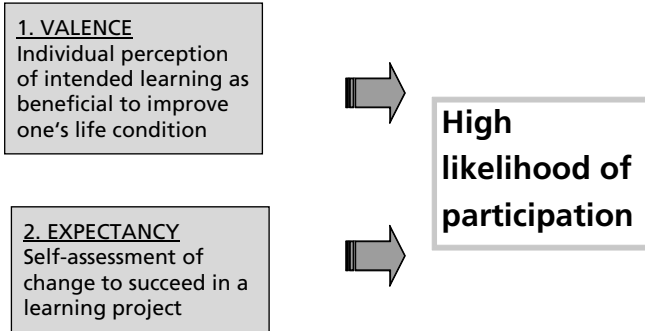 1. VALENCE
Individual perception
of intended learning as
beneficial to improve
one‘s life condition
High
likelihood of
participation
2. EXPECTANCY
Self-assessment of
change to succeed in a
learning project